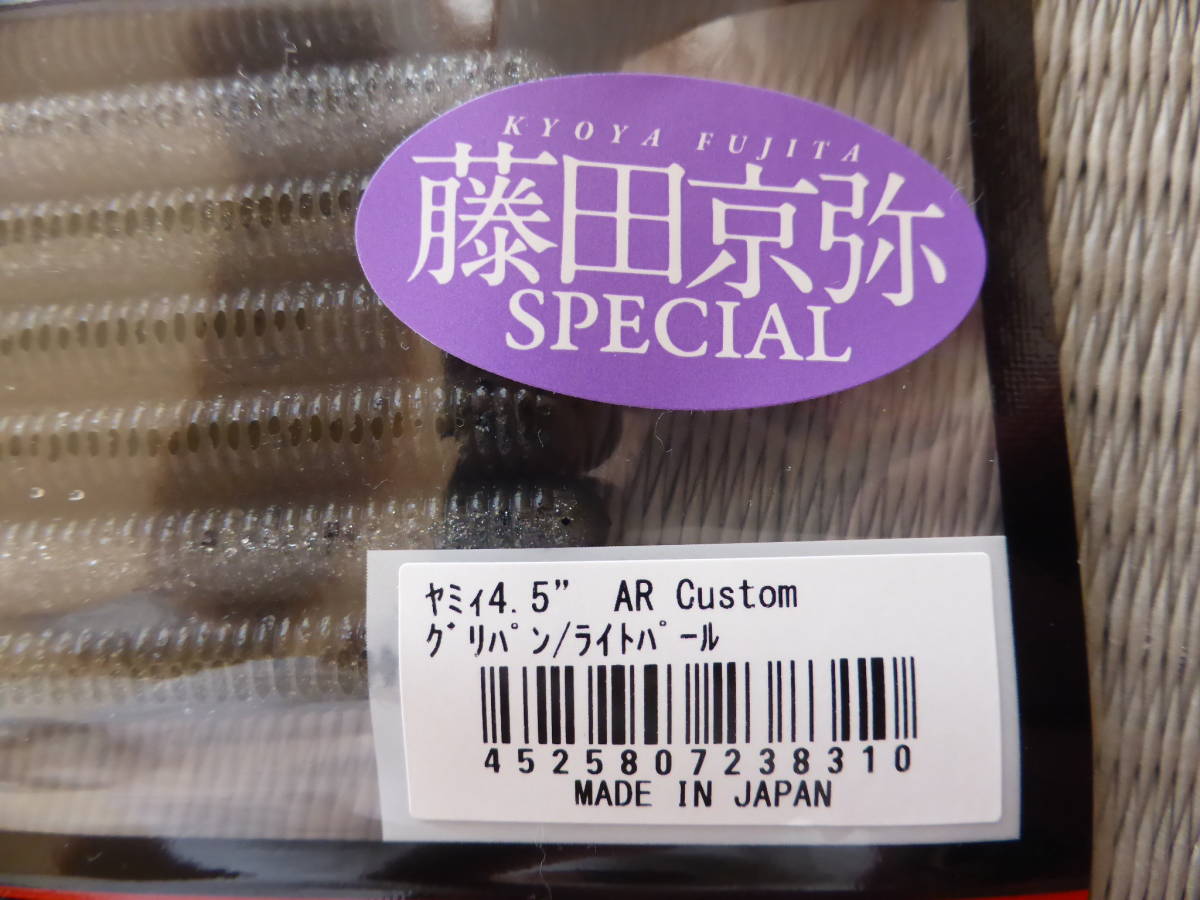 KYOYA FUJITA
藤田京弥
SPECIAL
ﾔﾐｨ4.5” AR Custom
ｸﾞﾘﾊﾟﾝ/ﾗｲﾄﾊﾟｰﾙ
4525807238310
MADE IN JAPAN